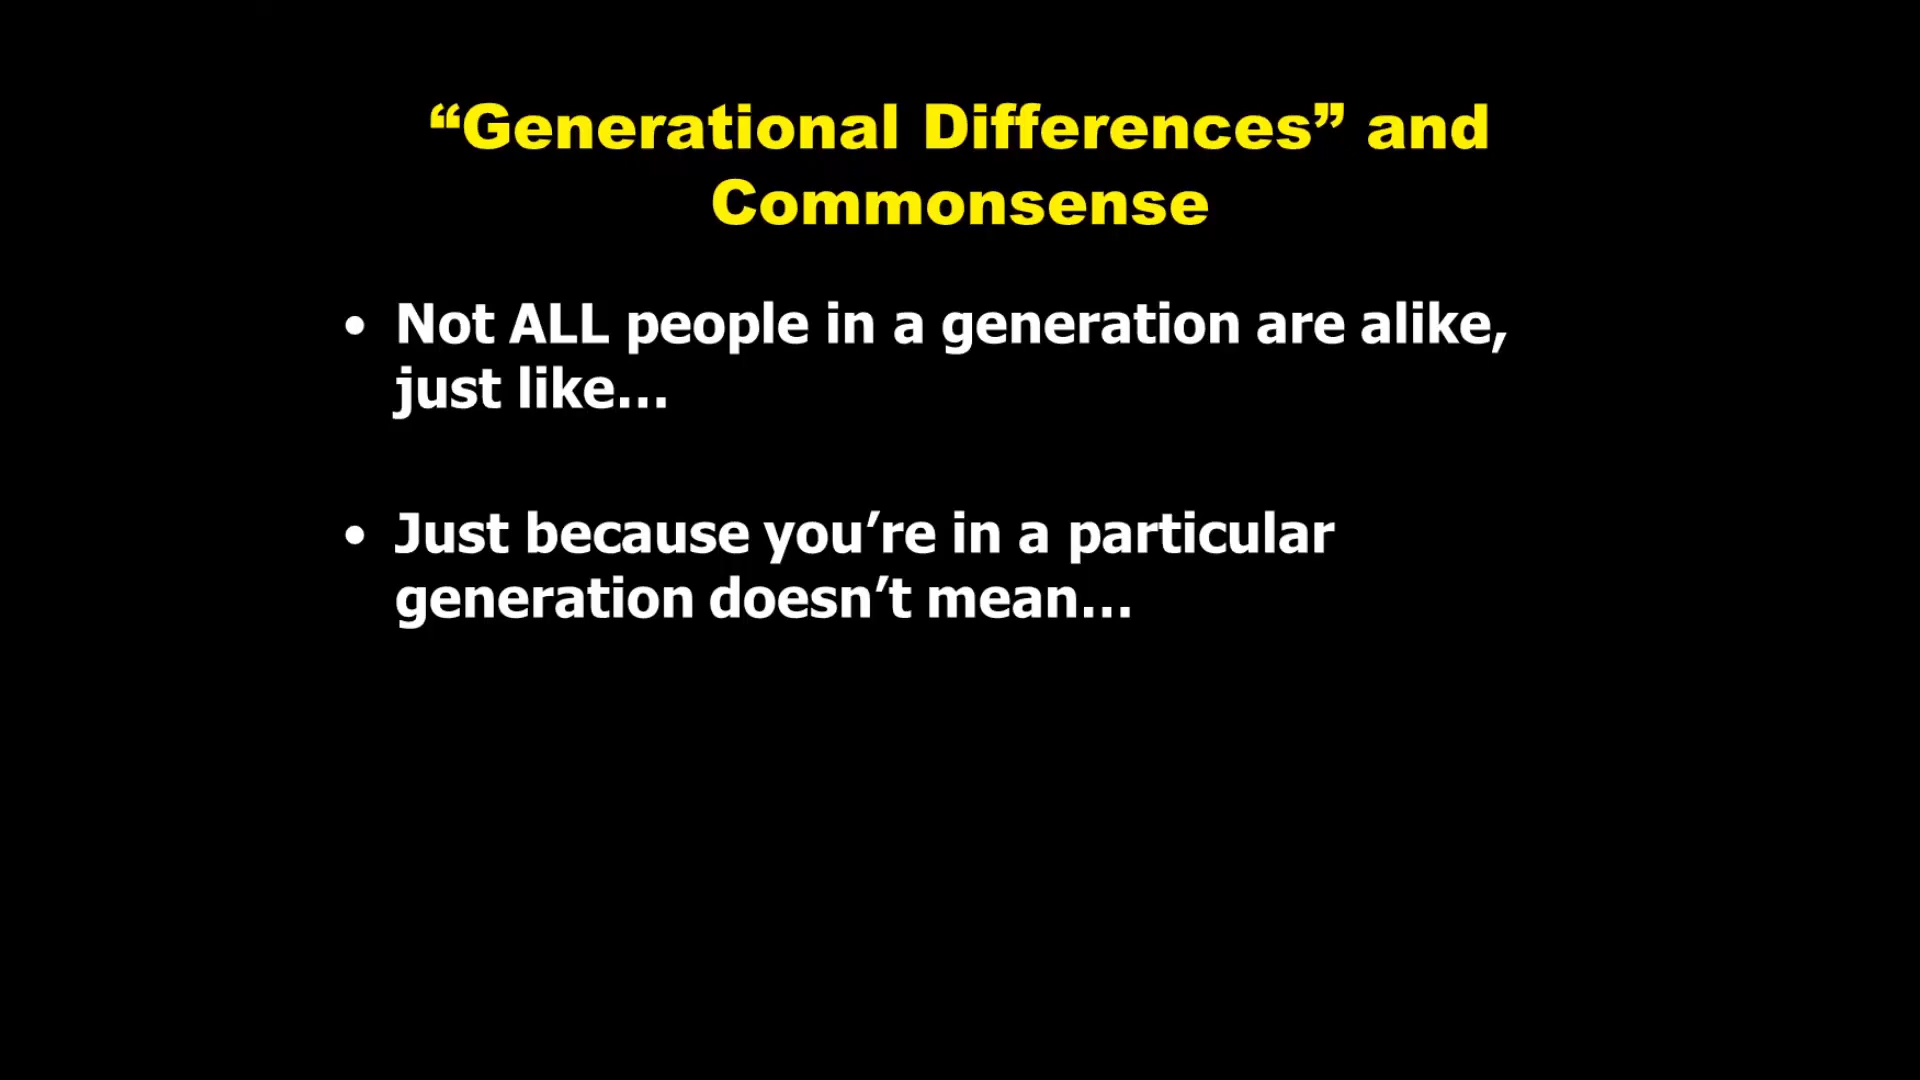 “Generational Differences” and
Commonsense
• Not ALL people in a generation are alike,
just like…
• Just because you’re in a particular
generation doesn’t mean…